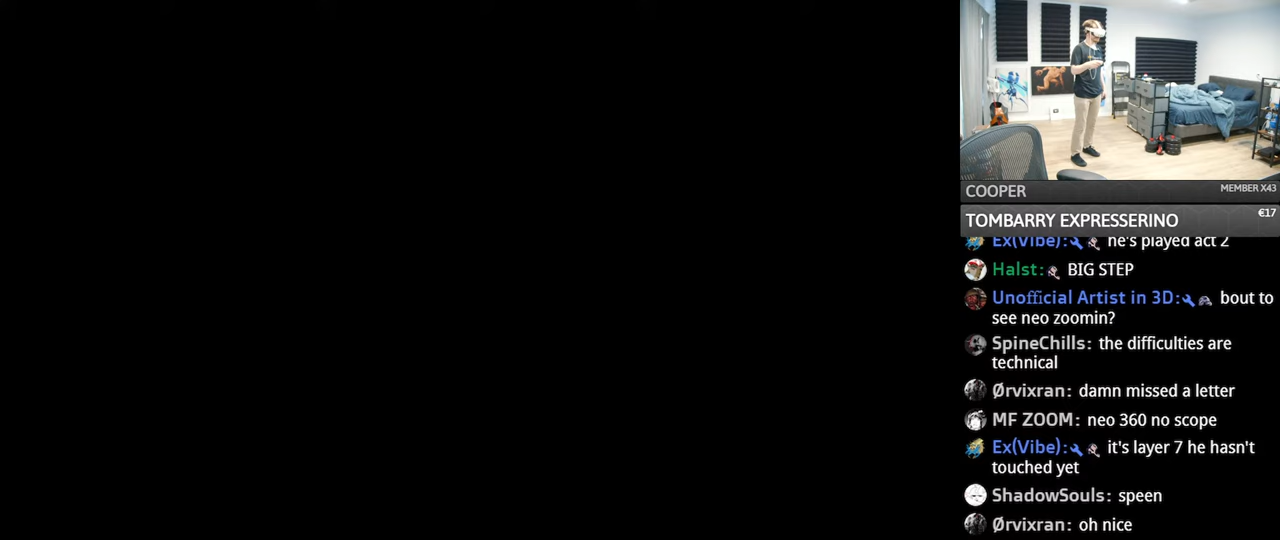 COOPER
MEMBER X43
TOMBARRY EXPRESSERINO
€17
Ex(Vibe): he's played act 2
Halst: BIG STEP
Unofficial Artist in 3D: bout to
see neo zoomin?
SpineChills: the difficulties are
technical
Ørvixran: damn missed a letter
MF ZOOM: neo 360 no scope
Ex(Vibe): it's layer 7 he hasn't
touched yet
ShadowSouls: speen
Ørvixran: oh nice